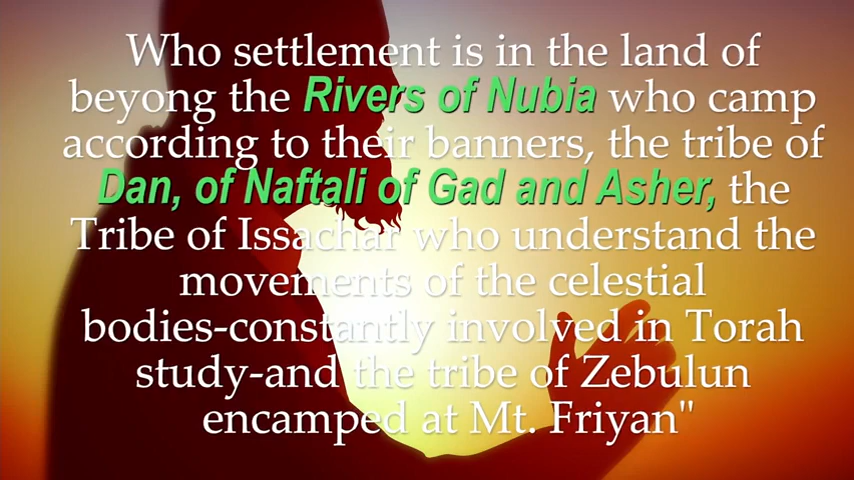 Who settlement is in the land of
beyong the Rivers of Nubia who camp
according to their banners, the tribe of
Dan, of Naftali of Gad and Asher, the
Tribe of Issachar who understand the
movements of the celestial
bodies-constantly involved in Torah
study-and the tribe of Zebulun
encamped at Mt. Friyan"